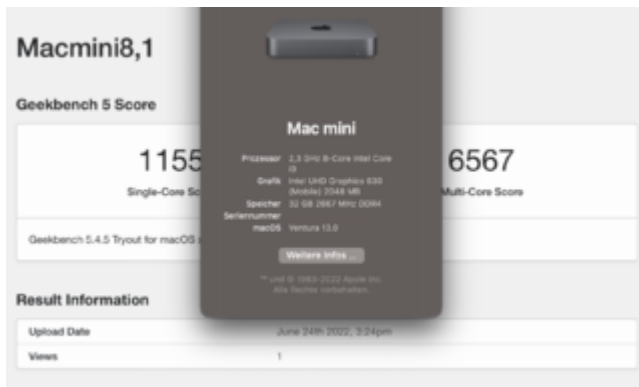 Macmini8,1
Geekbench 5 Score
1155
Single-Core Sc
6567
Multi-Core Score
Geekbench 5.4.5 Tryout for macOS
Mac mini
Prozessor 2,3 GHz 8-Core Intel Core
i9
Grafik Intel UHD Graphics 630
(Mobile) 2048 MB
Speicher 32 GB 2667 MHz DDR4
Seriennummer
macOS Ventura 13.0
Weitere Infos ...
™ und © 1983-2022 Apple Inc.
Alle Rechte vorbehalten.
Result Information
Upload Date June 24th 2022, 3:24pm
Views 1